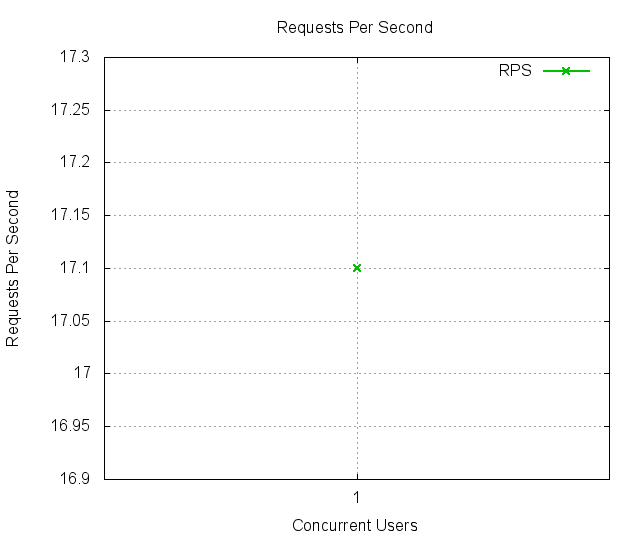 Requests Per Second
RPS
17.3
17.25
17.2
17.15
17.1
17.05
17
16.95
16.9
Requests Per Second
1
Concurrent Users